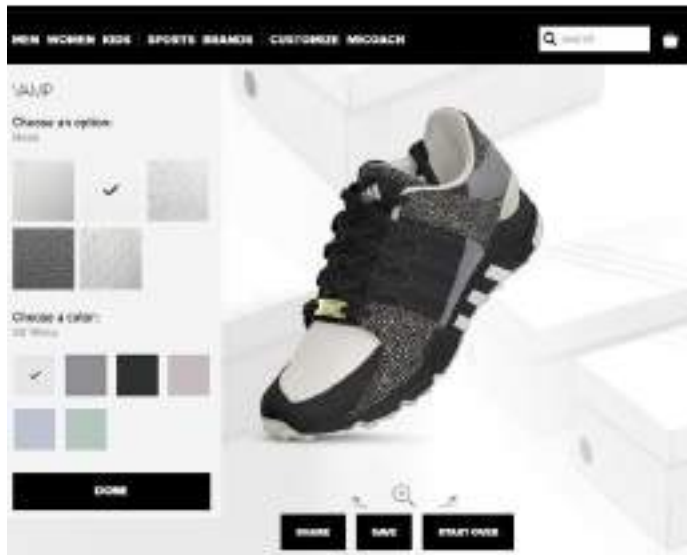 MEN WOMEN KIDS SPORTS BRANDS CUSTOMIZE MICOACH
VAMP
Choose an option:
Choose a color:
DONE
SHARE SAVE START OVER